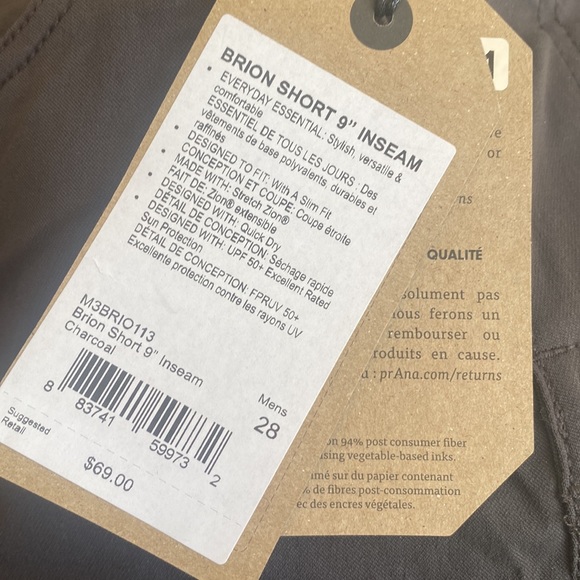 BRION SHORT 9" INSEAM
• EVERYDAY ESSENTIAL: Stylish, versatile &
comfortable
ESSENTIEL DE TOUS LES JOURS : Des
vêtements de base polyvalents, durables et
raffinés
• DESIGNED TO FIT: With A Slim Fit
CONCEPTION ET COUPE: Coupe étroite
• MADE WITH: Stretch Zion®
FAIT DE: Zion® extensible
• DESIGNED WITH: Quick Dry
DÉTAIL DE CONCEPTION: Séchage rapide
• DESIGNED WITH: UPF 50+ Excellent Rated
Sun Protection
DÉTAIL DE CONCEPTION: FPRUV 50+
Excellente protection contre les rayons UV
M3BRIO113
Brion Short 9" Inseam
Charcoal
Mens
28
8 83741 59973 2
Suggested
Retail
$69.00
or
ns
QUALITÉ
solument pas
nous ferons un
rembourser ou
roduits en cause.
a : prAna.com/returns
on 94% post consumer fiber
using vegetable-based inks.
imé sur du papier contenant
% de fibres post-consommation
ec des encres végétales.